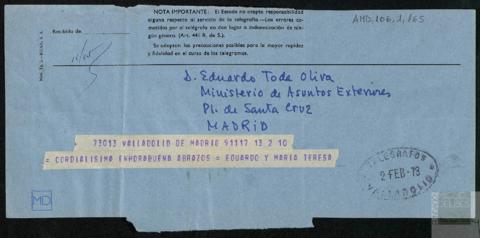 NOTA IMPORTANTE: El Estado no acepta responsabilidad
alguna respecto al servicio de la telegrafía.-Los errores co-
metidos por el telégrafo no dan lugar a indemnización de nin-
gún género. (Art. 441 R. de S.).
Se adoptan las precauciones posibles para la mayor rapidez
y fidelidad en el curso de los telegramas.
AMD, 106, 1, 165
Recibido de
D. Eduardo Toda Oliva
Ministerio de Asuntos Exteriores
Pl. de Santa Cruz
MADRID
73013 VALLADOLID DE MADRID 91117 13 2 10
= CORDIALISIMA ENHORABUENA ABRAZOS = EDUARDO Y MARIA TERESA
TELEGRAFOS
2 FEB 78
VALLADOLID
MD